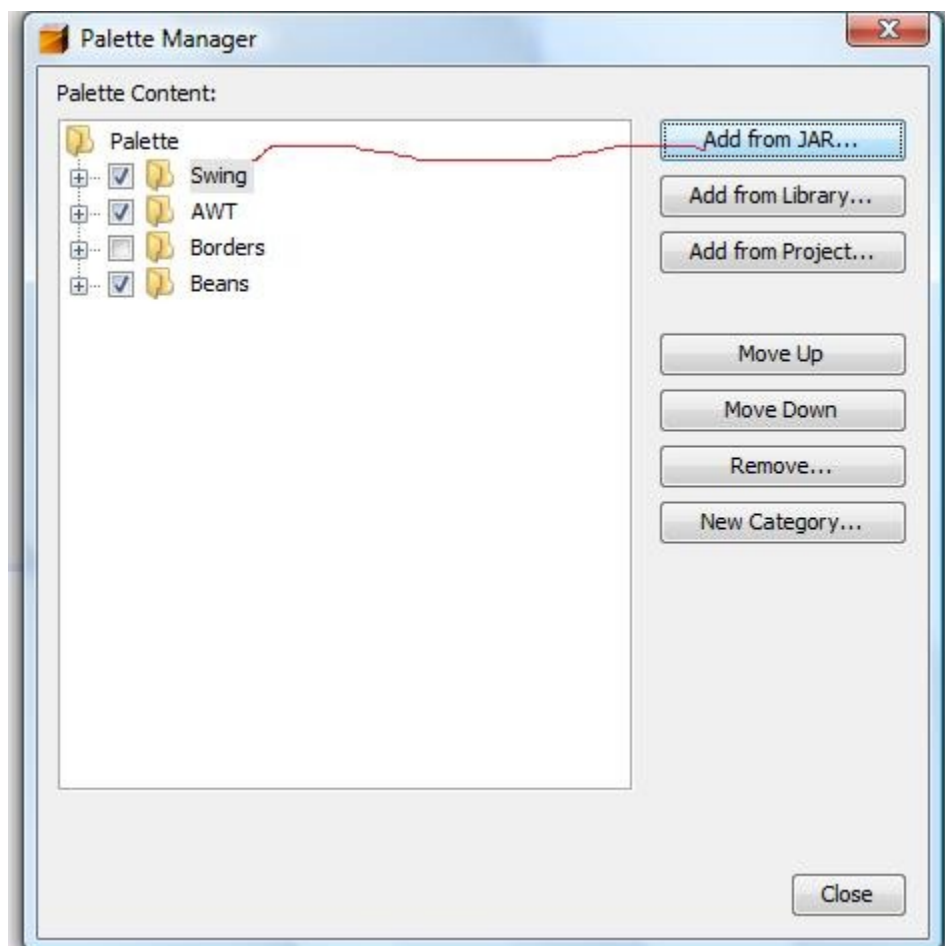 Palette Manager
Palette Content:
Palette
Swing
AWT
Borders
Beans
Add from JAR...
Add from Library...
Add from Project...
Move Up
Move Down
Remove...
New Category...
Close